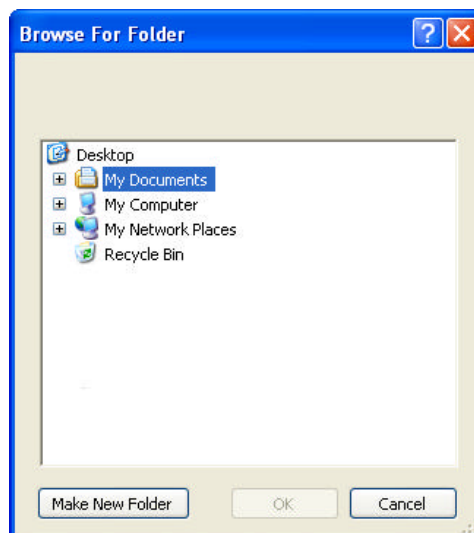 Browse For Folder
Desktop
My Documents
My Computer
My Network Places
Recycle Bin
Make New Folder
OK
Cancel